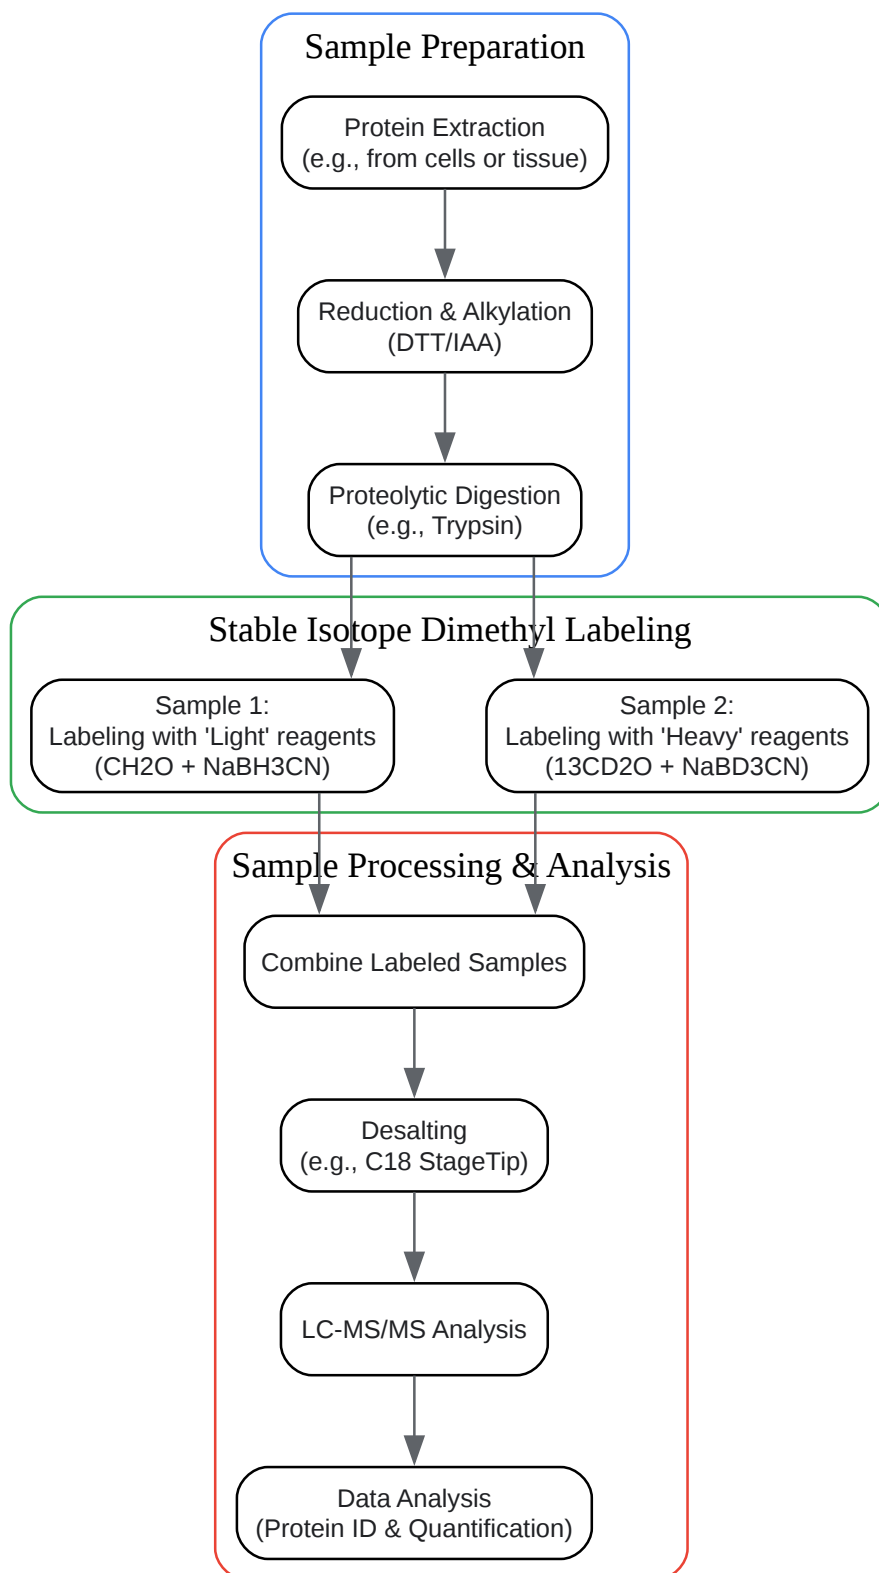 Sample Preparation
Protein Extraction
(e.g., from cells or tissue)
Reduction & Alkylation
(DTT/IAA)
Proteolytic Digestion
(e.g., Trypsin)
Stable Isotope Dimethyl Labeling
Sample 1:
Labeling with 'Light' reagents
(CH2O + NaBH3CN)
Sample 2:
Labeling with 'Heavy' reagents
(13CD2O + NaBD3CN)
Sample Processing & Analysis
Combine Labeled Samples
Desalting
(e.g., C18 StageTip)
LC-MS/MS Analysis
Data Analysis
(Protein ID & Quantification)